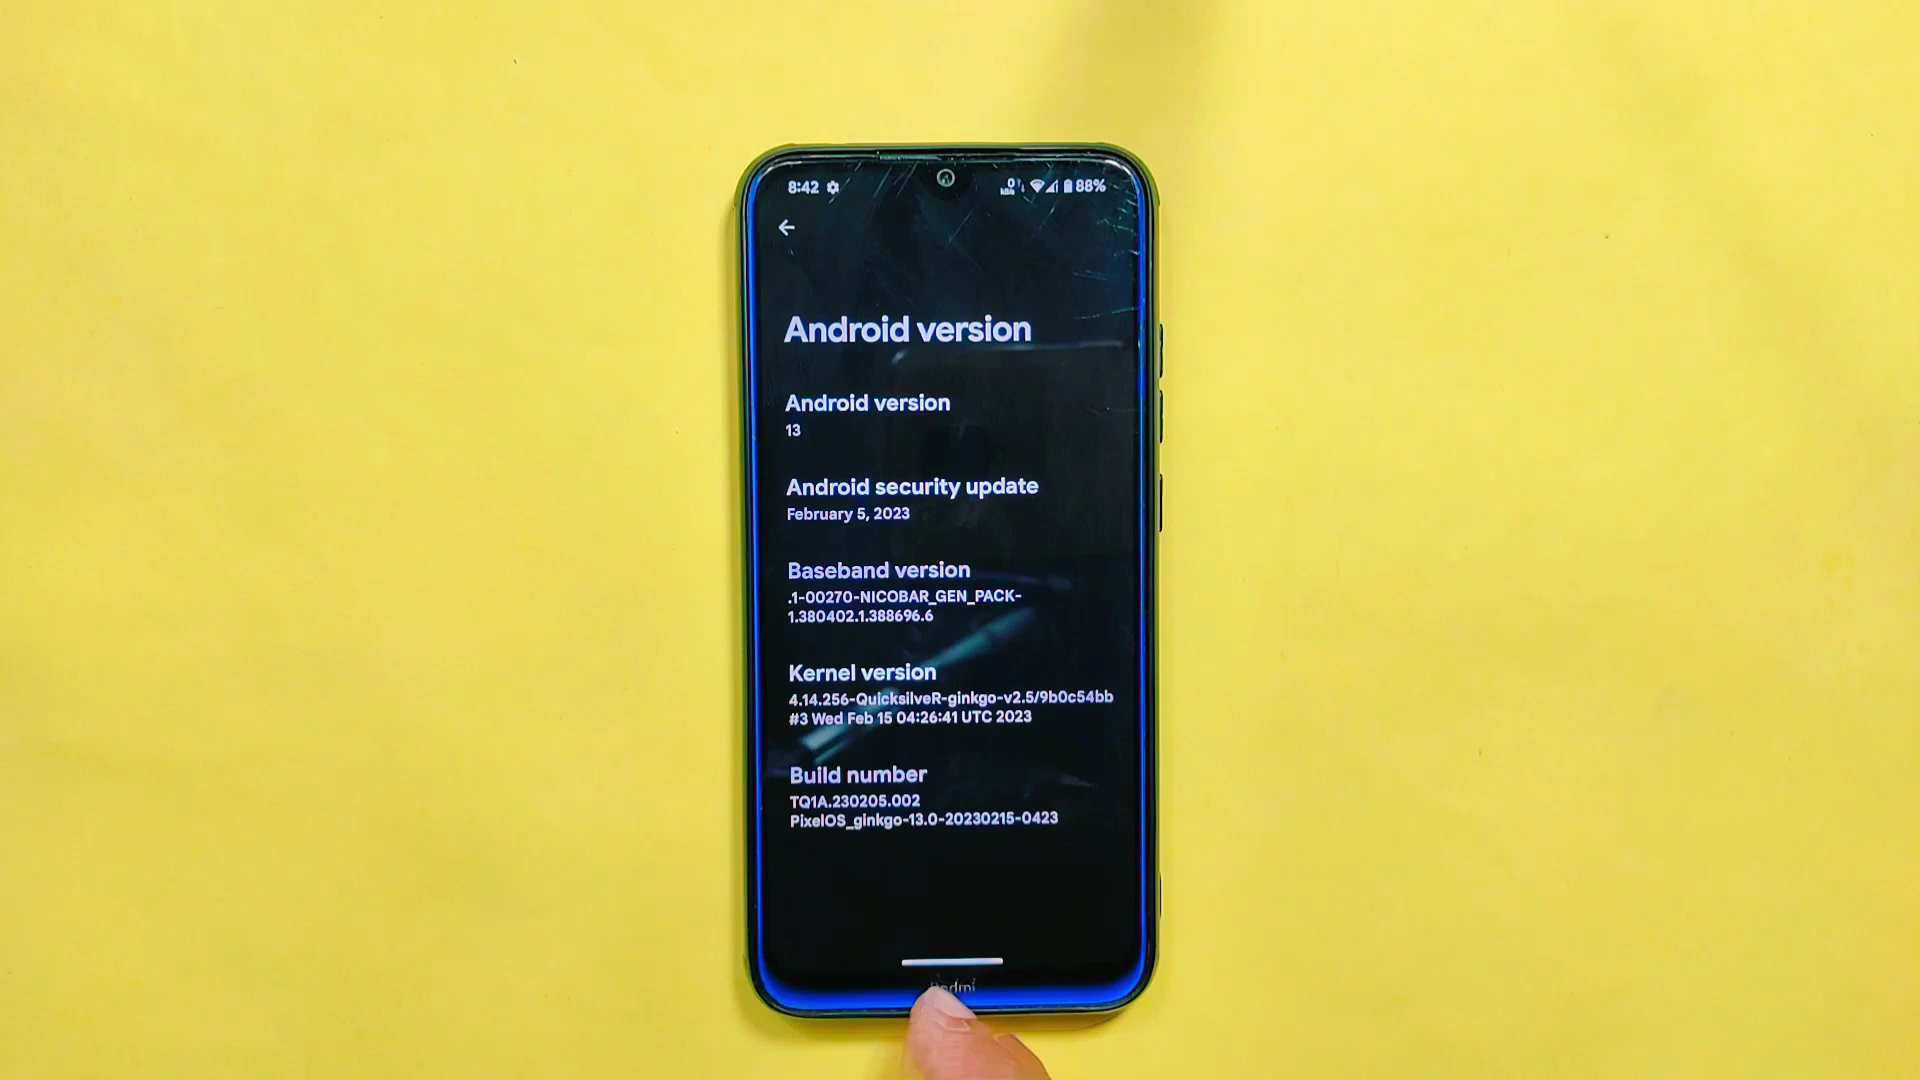 8:42 88%
Android version
Android version
13
Android security update
February 5, 2023
Baseband version
.1-00270-NICOBAR_GEN_PACK-
1.380402.1.388696.6
Kernel version
4.14.256-QuicksilveR-ginkgo-v2.5/9b0c54bb
#3 Wed Feb 15 04:26:41 UTC 2023
Build number
TQ1A.230205.002
PixelOS_ginkgo-13.0-20230215-0423
Redmi